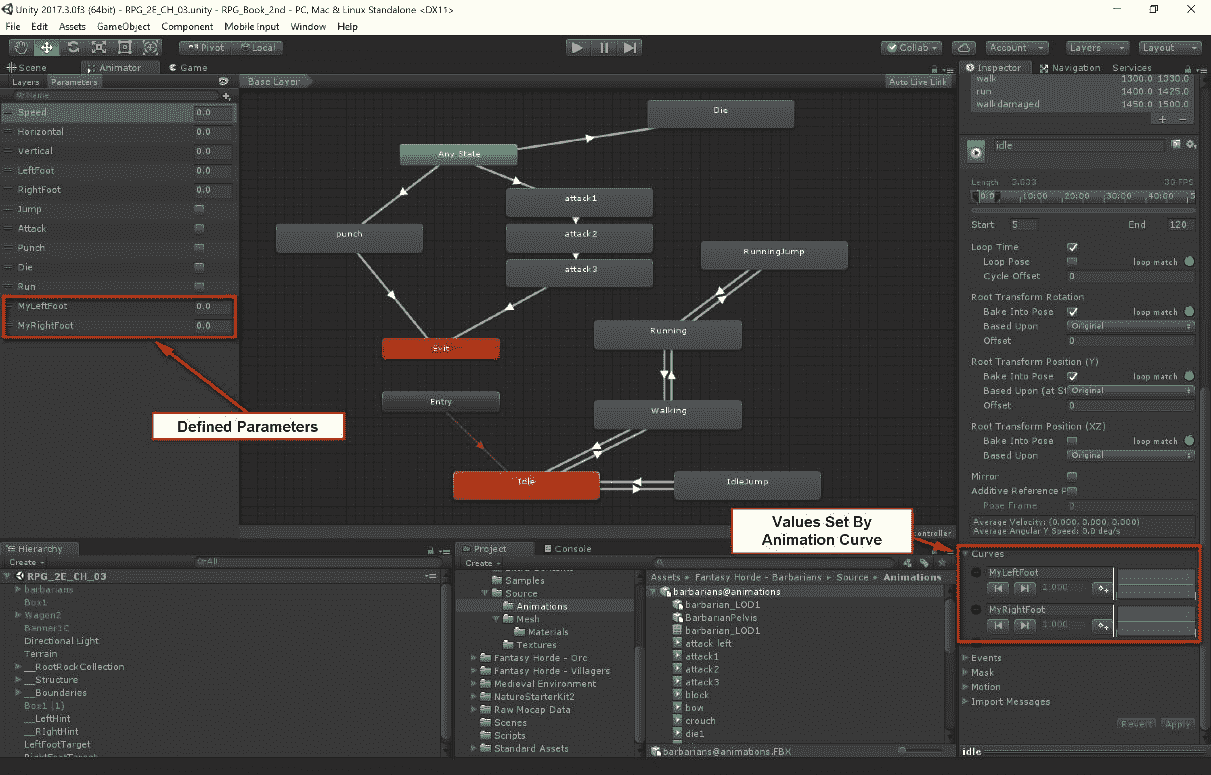 Unity 2017.3.0f3 (64bit) - RPG_2E_CH_03.unity - RPG_Book_2nd - PC, Mac & Linux Standalone <DX11>
File Edit Assets GameObject Component Mobile Input Window Help
Pivot Local Collab Account Layers Layout
Scene Animator Game
Layers Parameters Base Layer Auto Live Link
Name
Speed 0.0
Horizontal 0.0
Vertical 0.0
LeftFoot 0.0
RightFoot 0.0
Jump
Attack
Punch
Die
Run
MyLeftFoot 0.0
MyRightFoot 0.0
Defined Parameters
Die
Any State
attack1
punch
attack2
attack3
RunningJump
Running
Exit
Entry
Walking
Idle
IdleJump
Values Set By
Animation Curve
ontroller
Inspector Navigation Services
walk 1300.0 1330.0
run 1400.0 1425.0
walk damaged 1450.0 1500.0
idle
Length 3.833 30 FPS
0:00 10:00 20:00 30:00 40:00 5
Start 5 End 120
Loop Time
Loop Pose loop match
Cycle Offset 0
Root Transform Rotation
Bake Into Pose loop match
Based Upon Original
Offset 0
Root Transform Position (Y)
Bake Into Pose loop match
Based Upon (at St Original
Offset 0
Root Transform Position (XZ)
Bake Into Pose loop match
Based Upon Original
Mirror
Additive Reference P
Pose Frame 0
Average Velocity: (0.000, 0.000, 0.000)
Average Angular Y Speed: 0.0 deg/s
Curves
MyLeftFoot
1.000
MyRightFoot
1.000
Events
Mask
Motion
Import Messages
Revert Apply
idle
Hierarchy
Create All
RPG_2E_CH_03
barbarians
Box1
Wagon2
Banner1C
Directional Light
Terrain
__RootRockCollection
__Structure
__Boundaries
Box1 (1)
__LeftHint
__RIghtHint
LeftFootTarget
RightFootTarget
Project Console
Create
Samples
Source
Animations
Mesh
Materials
Textures
Fantasy Horde - Orc
Fantasy Horde - Villagers
Medieval Environment
NatureStarterKit2
Raw Mocap Data
Scenes
Scripts
Standard Assets
Assets Fantasy Horde - Barbarians Source Animations
barbarians@animations
barbarian_LOD1
BarbarianPelvis
barbarian_LOD1
attack left
attack1
attack2
attack3
block
bow
crouch
die1
barbarians@animations.FBX